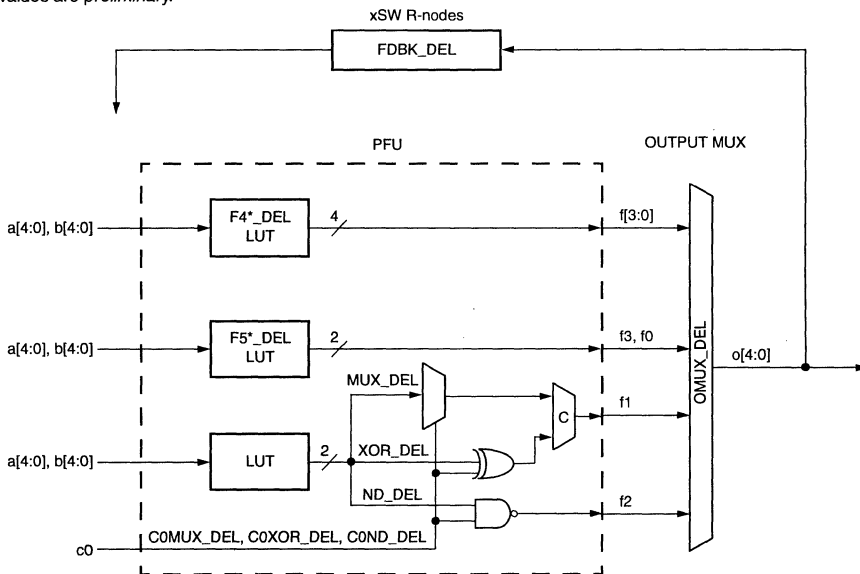 values are preliminary.
xSW R-nodes
FDBK_DEL
PFU
OUTPUT MUX
a[4:0], b[4:0]
F4*_DEL
LUT
4
f[3:0]
a[4:0], b[4:0]
F5*_DEL
LUT
2
f3, f0
OMUX_DEL
o[4:0]
MUX_DEL
C
f1
a[4:0], b[4:0]
LUT
2
XOR_DEL
ND_DEL
f2
c0
C0MUX_DEL, C0XOR_DEL, C0ND_DEL